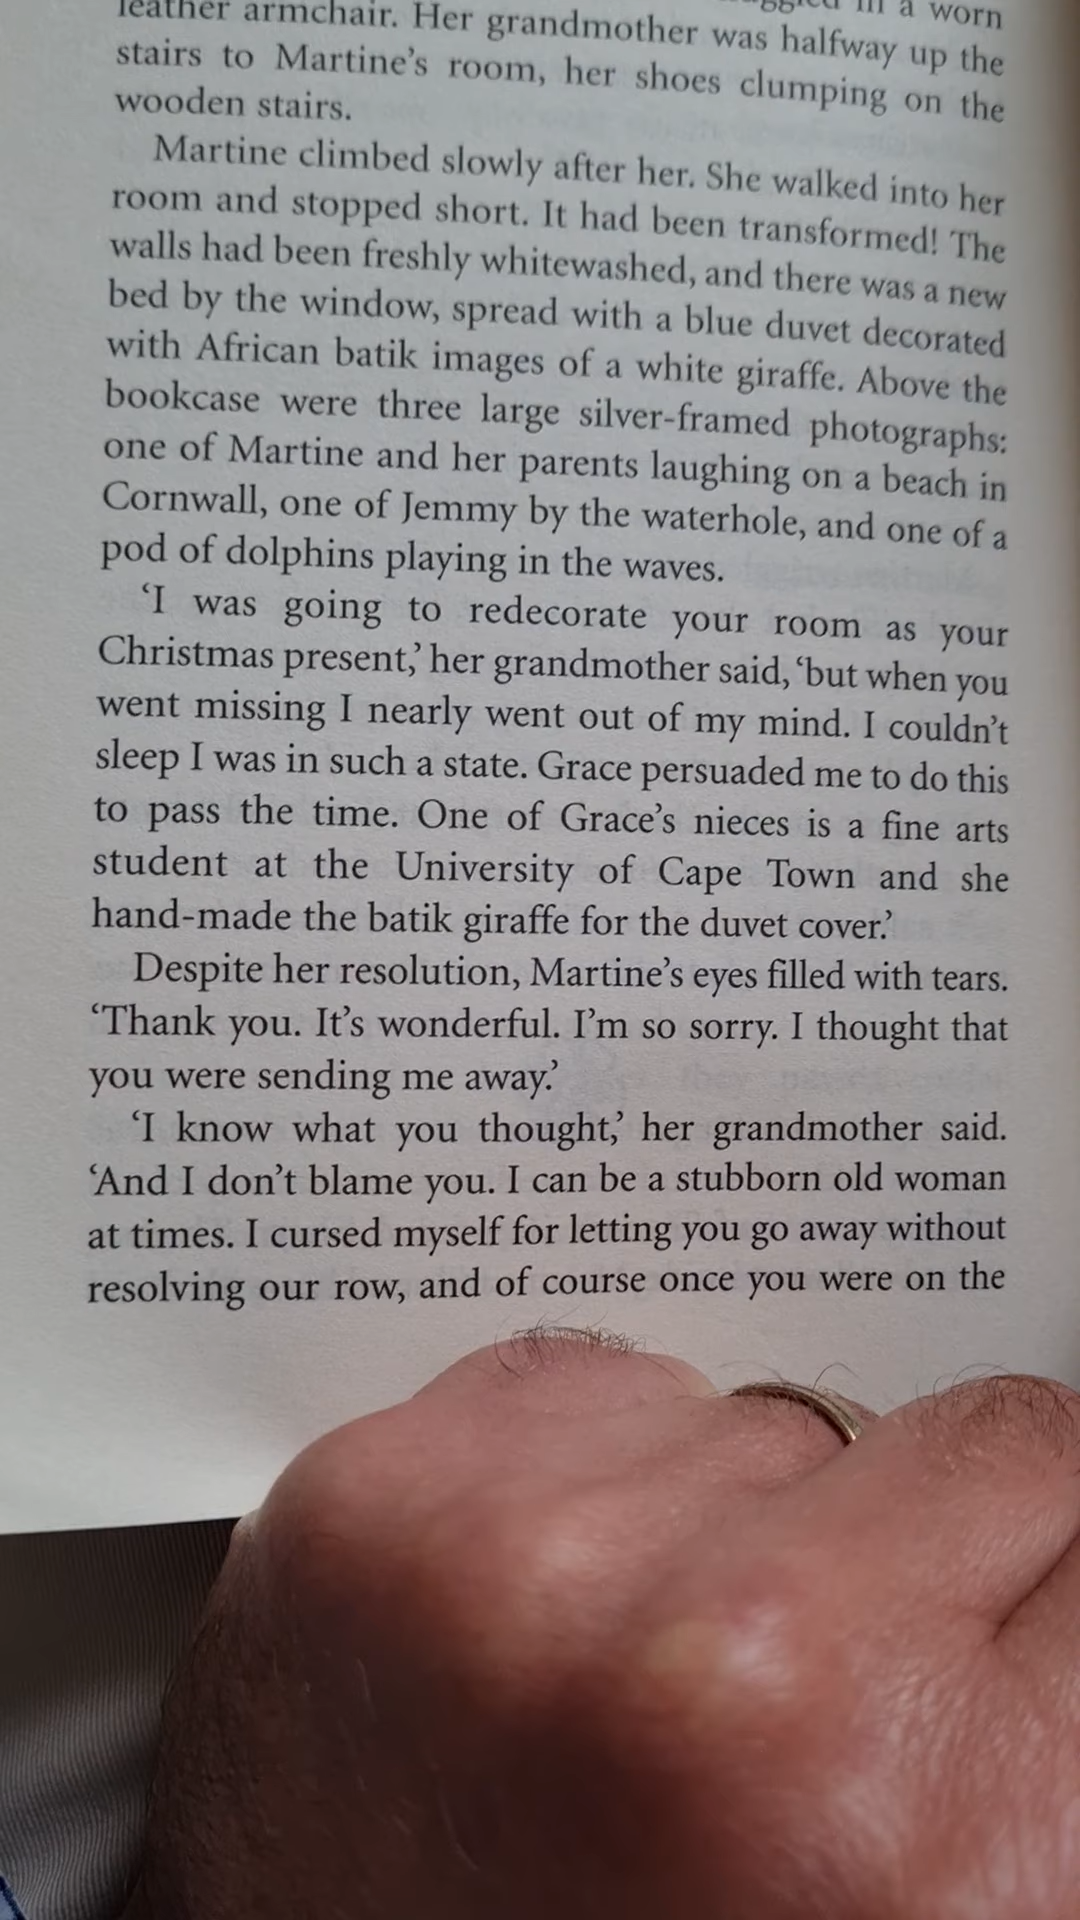 in a worn
leather armchair. Her grandmother was halfway up the
stairs to Martine’s room, her shoes clumping on the
wooden stairs.
Martine climbed slowly after her. She walked into her
room and stopped short. It had been transformed! The
walls had been freshly whitewashed, and there was a new
bed by the window, spread with a blue duvet decorated
with African batik images of a white giraffe. Above the
bookcase were three large silver-framed photographs:
one of Martine and her parents laughing on a beach in
Cornwall, one of Jemmy by the waterhole, and one of a
pod of dolphins playing in the waves.
‘I was going to redecorate your room as your
Christmas present,’ her grandmother said, ‘but when you
went missing I nearly went out of my mind. I couldn’t
sleep I was in such a state. Grace persuaded me to do this
to pass the time. One of Grace’s nieces is a fine arts
student at the University of Cape Town and she
hand-made the batik giraffe for the duvet cover.’
Despite her resolution, Martine’s eyes filled with tears.
‘Thank you. It’s wonderful. I’m so sorry. I thought that
you were sending me away.’
‘I know what you thought,’ her grandmother said.
‘And I don’t blame you. I can be a stubborn old woman
at times. I cursed myself for letting you go away without
resolving our row, and of course once you were on the